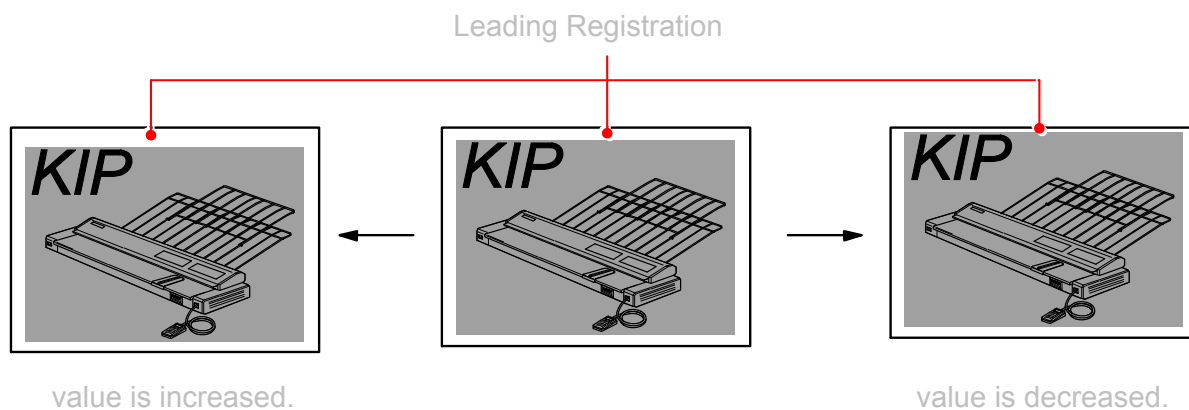 Leading Registration
KIP
KIP
KIP
value is increased.
value is decreased.